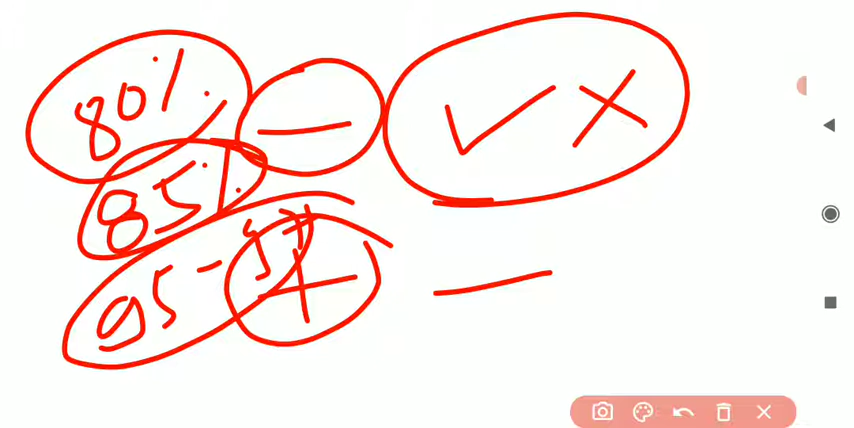 80% — ✓ ✗
85%
95 -
+ —